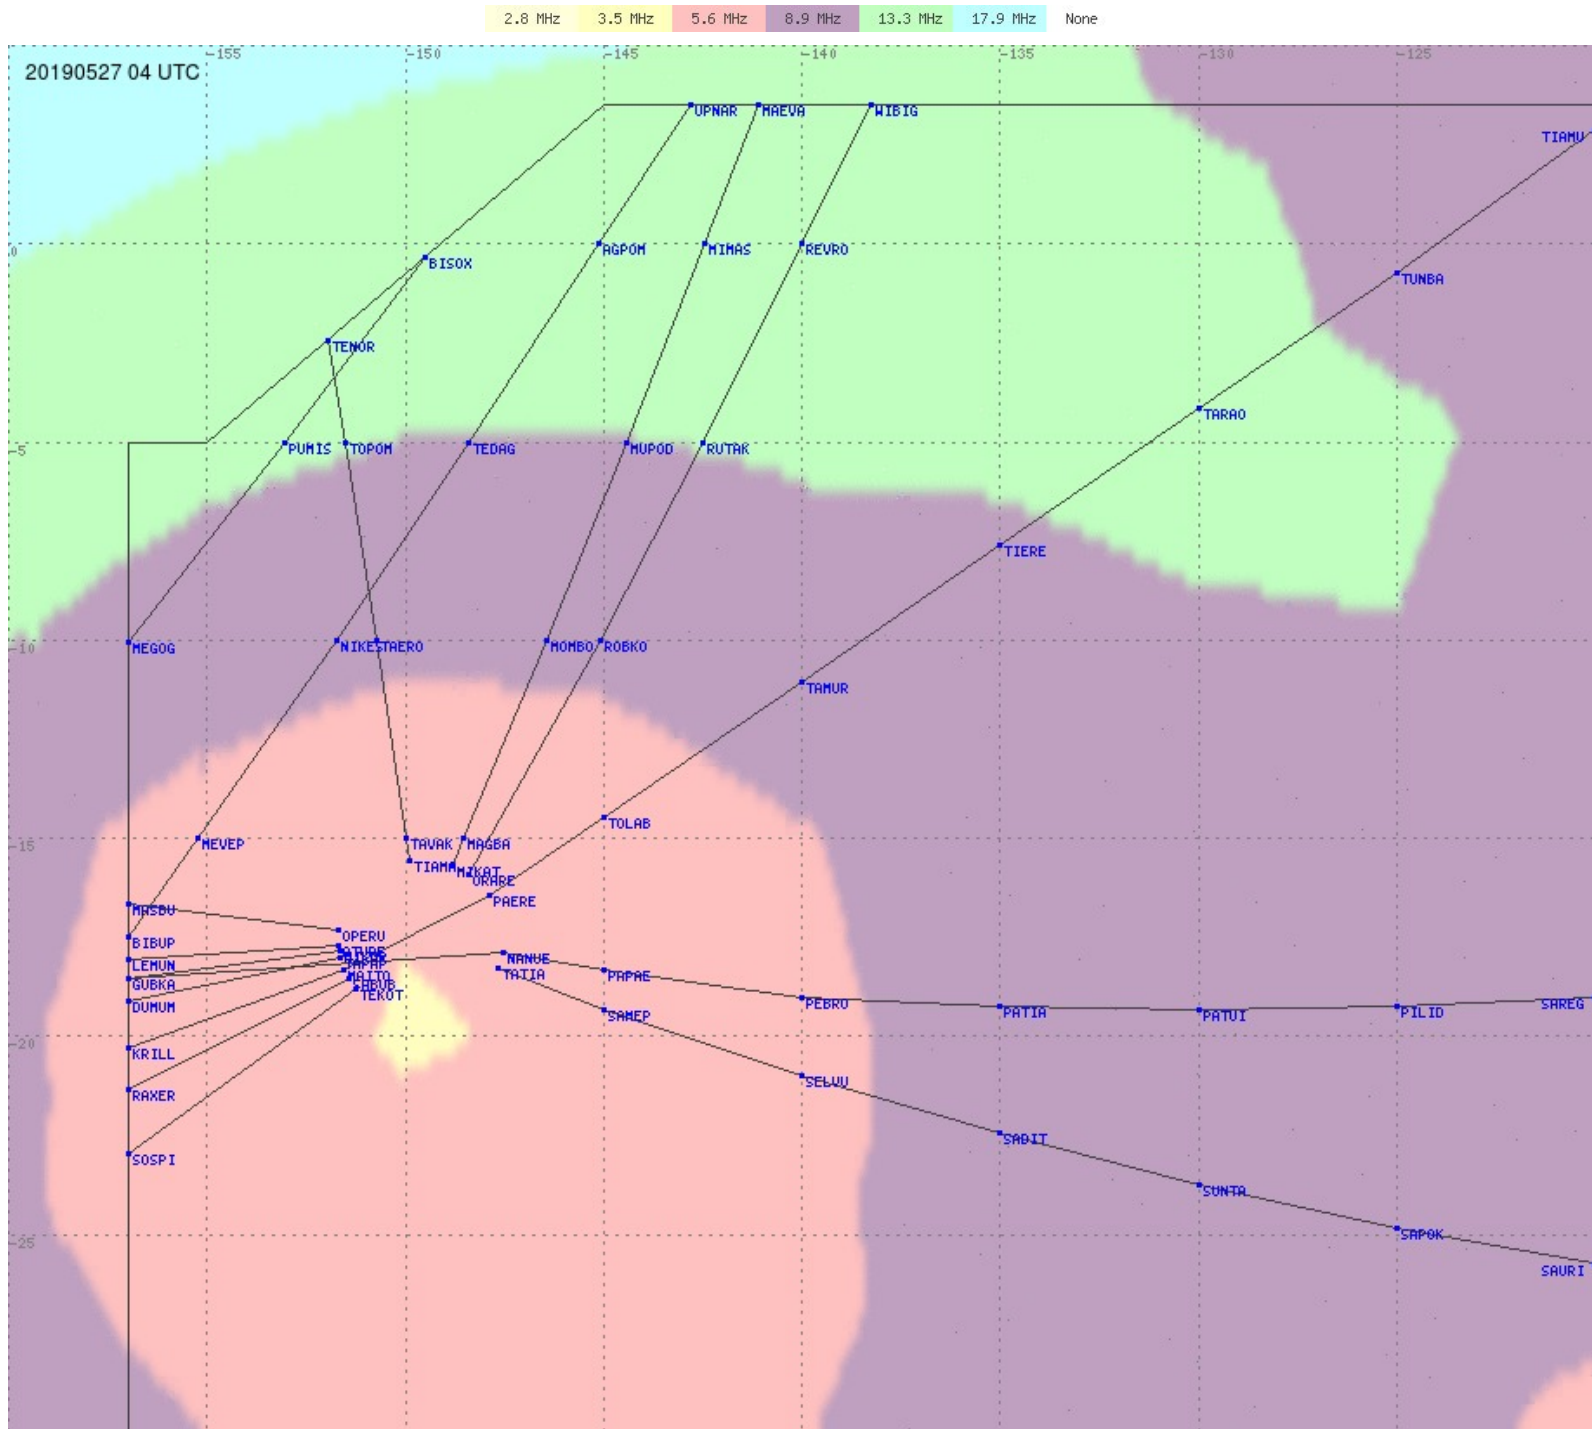 2.8 MHz 3.5 MHz 5.6 MHz 8.9 MHz 13.3 MHz 17.9 MHz None
-155 -150 -145 -140 -135 -130 -125
20190527 04 UTC
UPNAR MAEVA WIBIG
TIAMU
0 AGPOM MIMAS REVRO
BISOX
TUNBA
TENOR
TARAO
-5 PUMIS TOPOM TEDAG MUPOD RUTAK
TIERE
-10 MEGOG NIKES TAERO MOMBO ROBKO
TAMUR
TOLAB
-15 MEVEP TAVAK MAGBA
TIAMA MIKAT
ORARE
PAERE
MASBU
OPERU
BIBUP
NANUE
LEMUN
TATIA PAPAE
GUBKA MAITO
TEKOT
DUMUM PEBRO SAREG
SAMEP PATIA PATUI PILID
-20
KRILL
SELVU
RAXER
SADIT
SOSPI
SUNTA
SAPOK
-25
SAURI